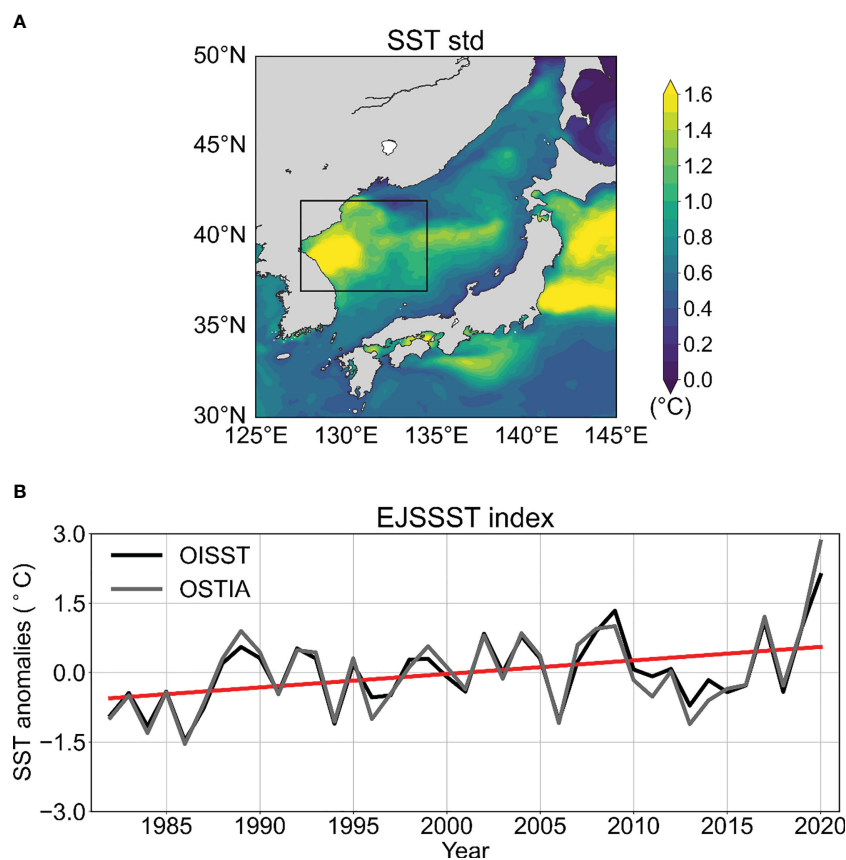 A
SST std
50°N
45°N
40°N
35°N
30°N
125°E 130°E 135°E 140°E 145°E
1.6
1.4
1.2
1.0
0.8
0.6
0.4
0.2
0.0
(°C)
B
EJSSST index
SST anomalies (°C)
3.0
1.5
0.0
−1.5
−3.0
OISST
OSTIA
1985 1990 1995 2000 2005 2010 2015 2020
Year